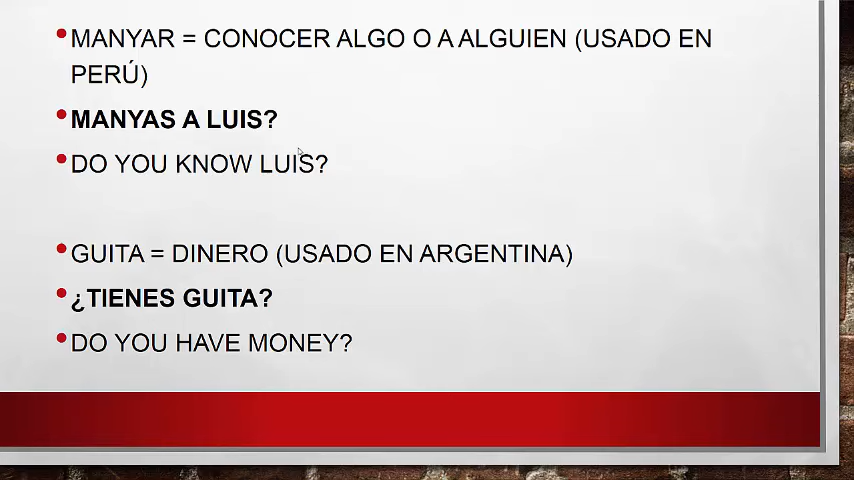 MANYAR = CONOCER ALGO O A ALGUIEN (USADO EN
PERÚ)
MANYAS A LUIS?
DO YOU KNOW LUIS?
GUITA = DINERO (USADO EN ARGENTINA)
¿TIENES GUITA?
DO YOU HAVE MONEY?